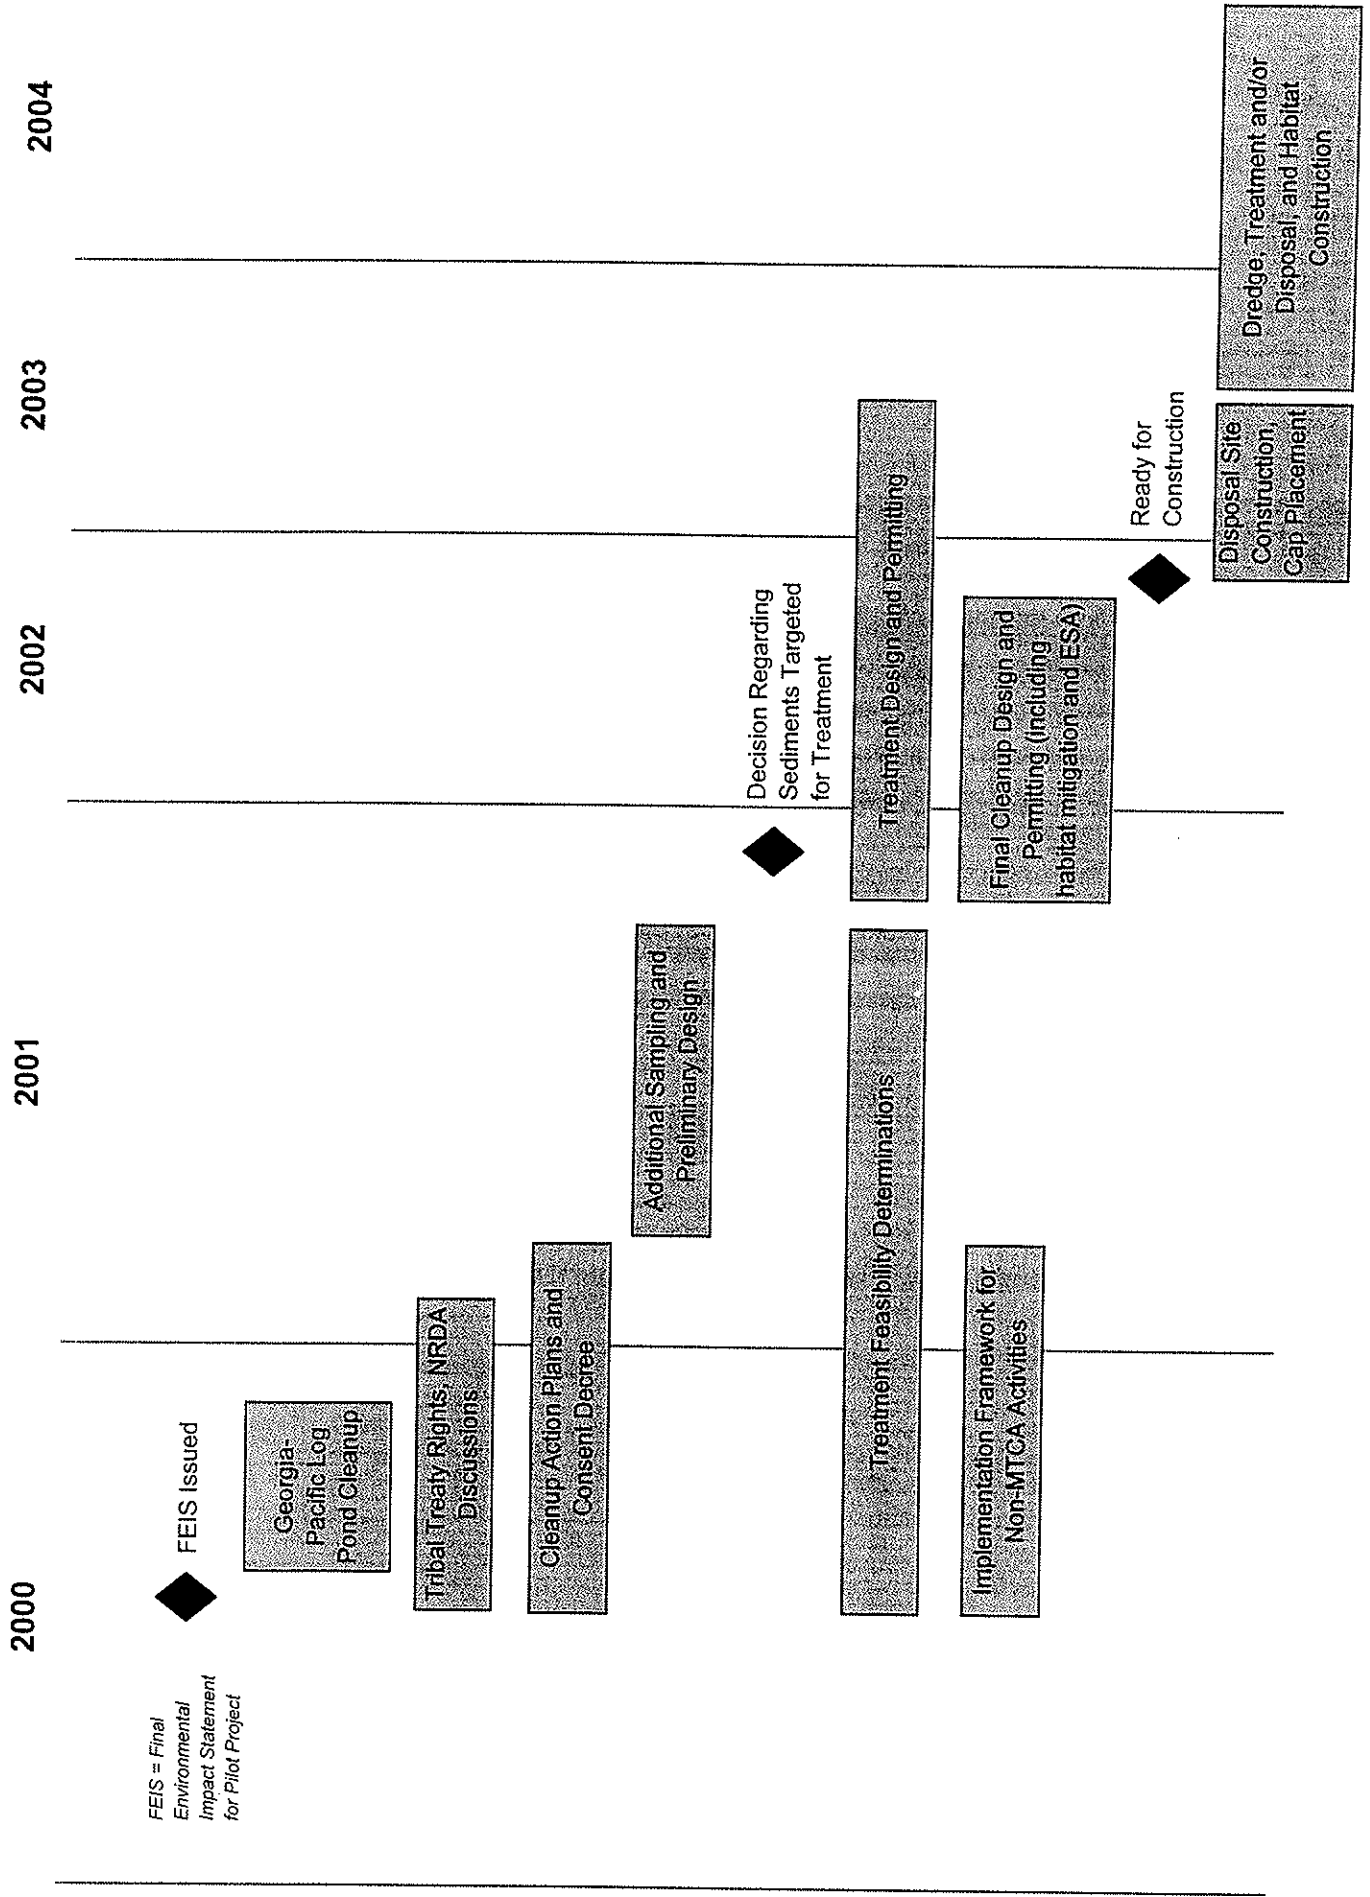 2000
2001
2002
2003
2004
FEIS = Final
Environmental
Impact Statement
for Pilot Project
FEIS Issued
Georgia-
Pacific Log
Pond Cleanup
Tribal Treaty Rights, NRDA
Discussions
Cleanup Action Plans and
Consent Decree
Additional Sampling and
Preliminary Design
Decision Regarding
Sediments Targeted
for Treatment
Treatment Feasibility Determinations
Treatment Design and Permitting
Implementation Framework for
Non-MTCA Activities
Final Cleanup Design and
Permitting (including
habitat mitigation and ESA)
Ready for
Construction
Disposal Site
Construction,
Cap Placement
Dredge, Treatment and/or
Disposal, and Habitat
Construction